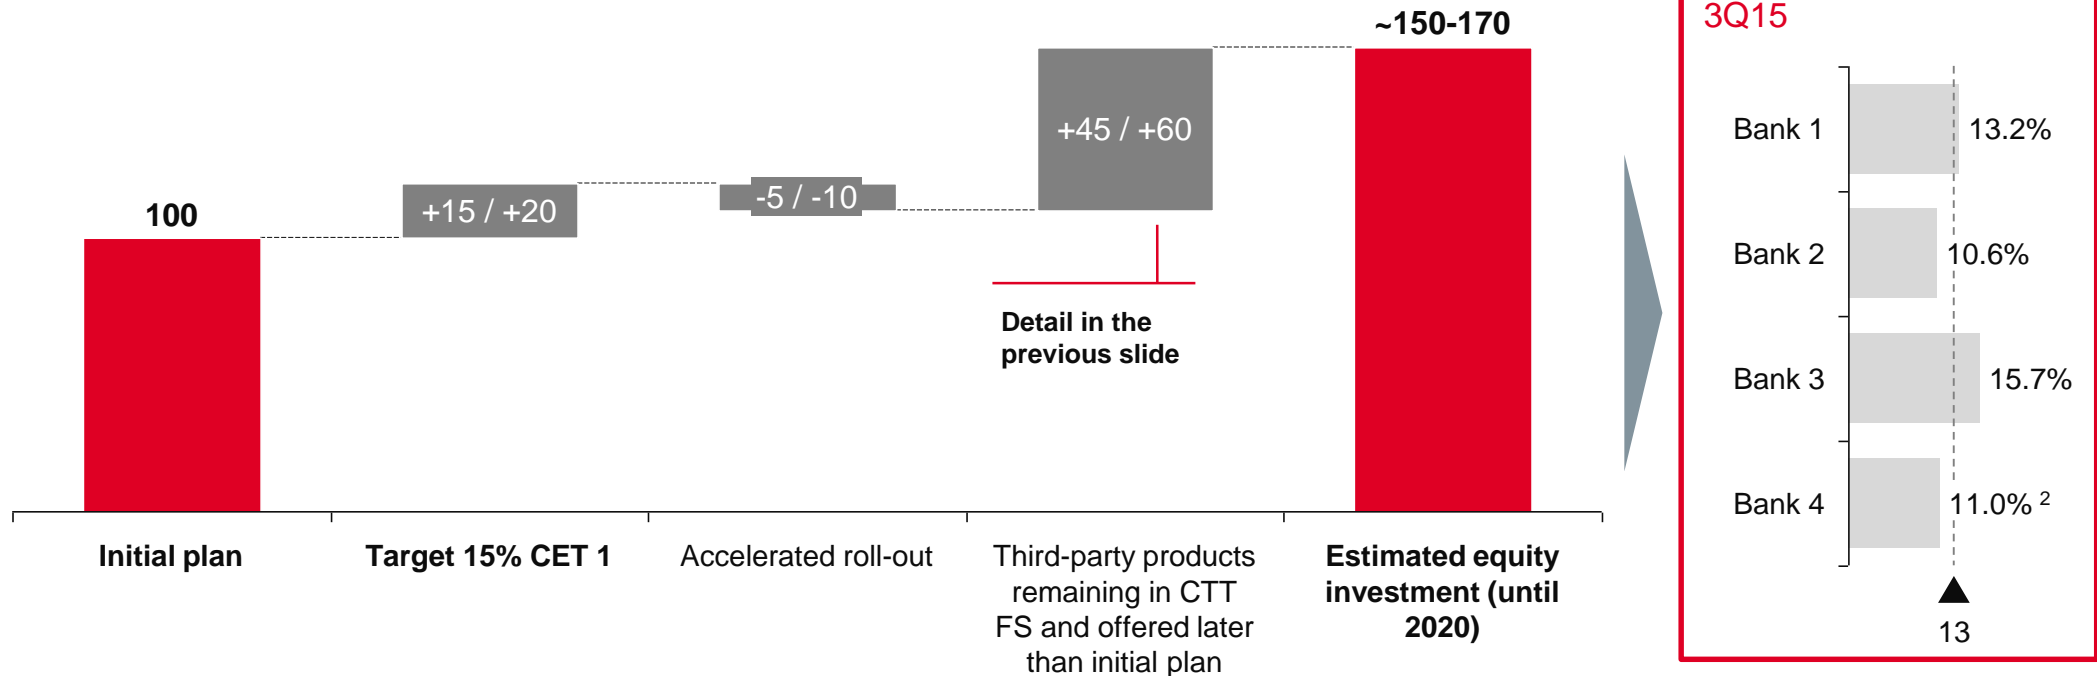 100
+15 / +20
-5 / -10
+45 / +60
~150-170
Detail in the
previous slide
Initial plan
Target 15% CET 1
Accelerated roll-out
Third-party products
remaining in CTT
FS and offered later
than initial plan
Estimated equity
investment (until
2020)
3Q15
Bank 1 13.2%
Bank 2 10.6%
Bank 3 15.7%
Bank 4 11.0% 2
13